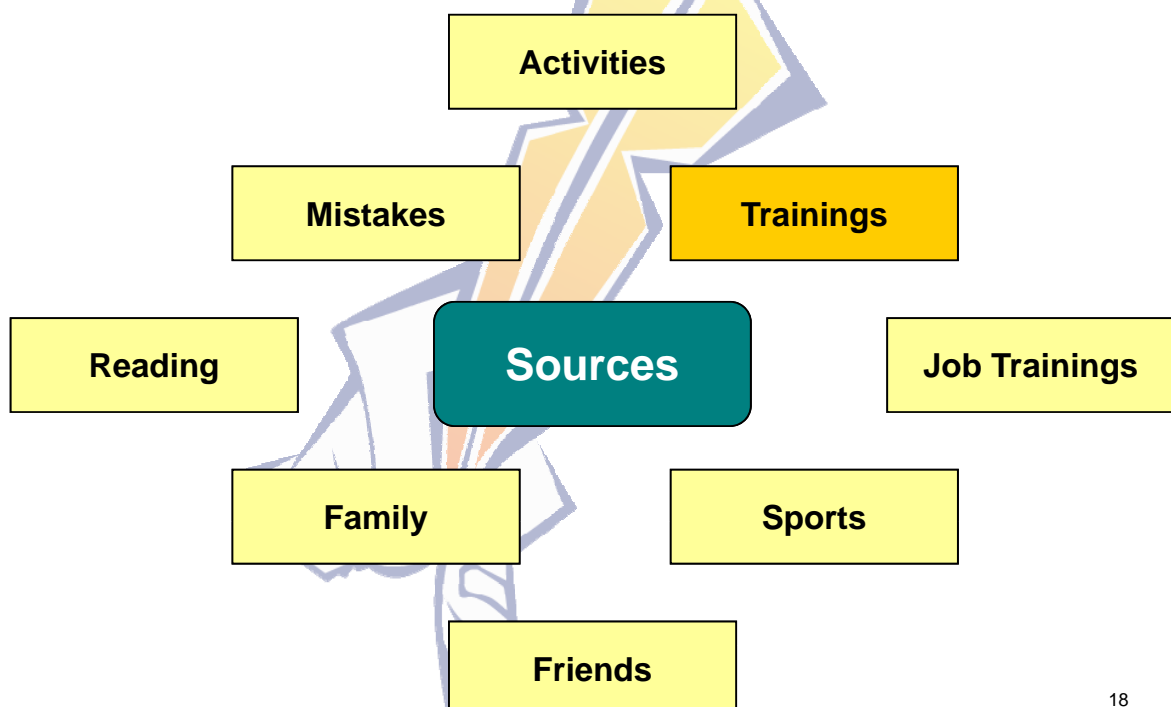 Activities
Mistakes
Trainings
Reading
Sources
Job Trainings
Family
Sports
Friends
18